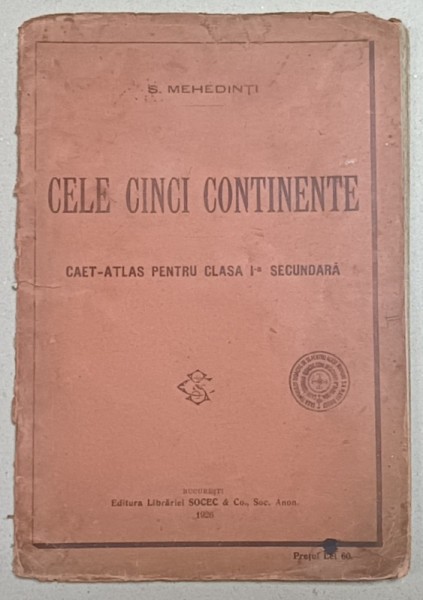 S. MEHEDINȚI
CELE CINCI CONTINENTE
CAET-ATLAS PENTRU CLASA I-a SECUNDARĂ
BUCUREȘTI
Editura Librăriei SOCEC & Co., Soc. Anon.
1926
Prețul Lei 60.